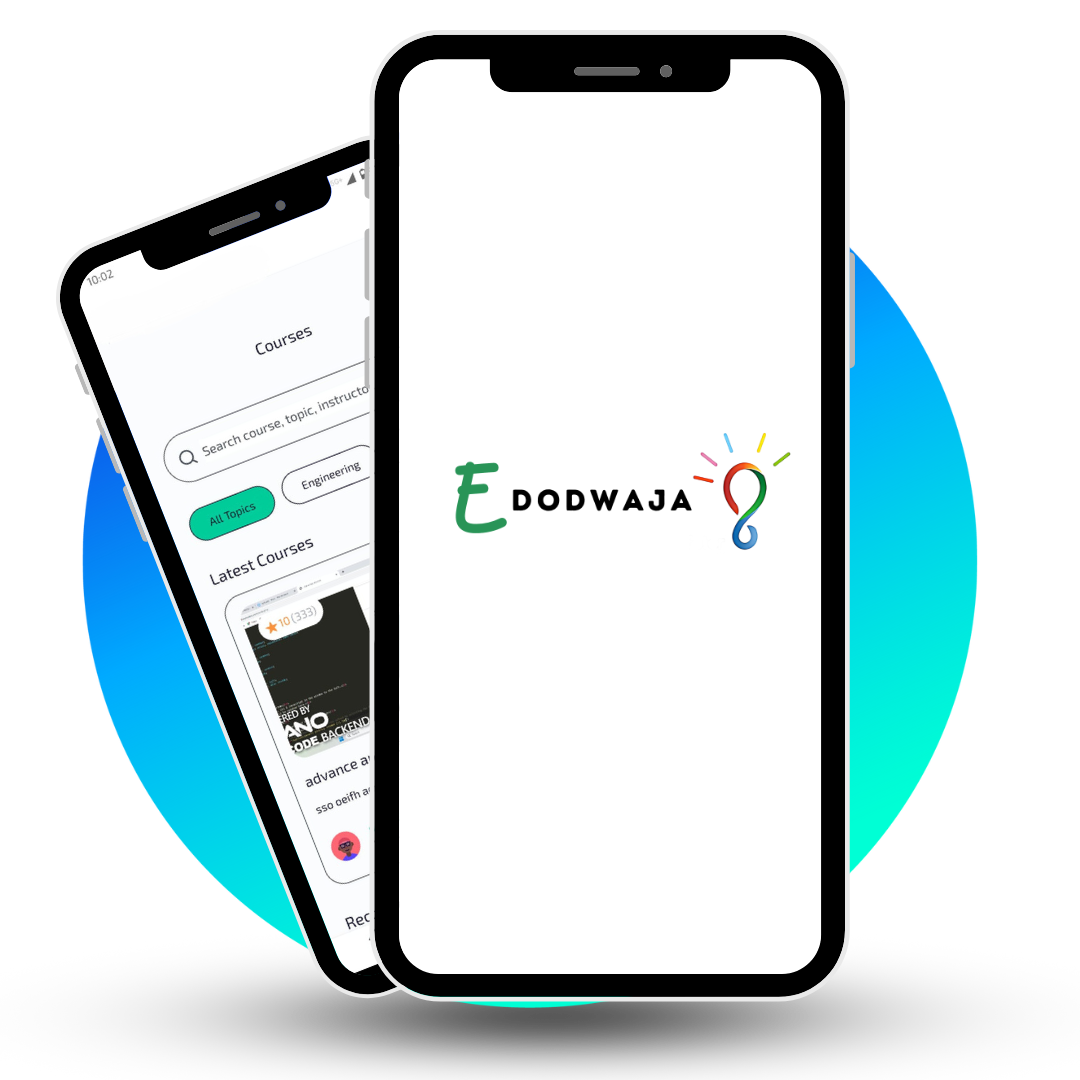 10:02
Courses
Search course, topic, instructo
All Topics
Engineering
Latest Courses
10 (333)
ERED BY
ANO
CODE BACKEND
advance a
sso oeifh a
Rec
E DODWAJA